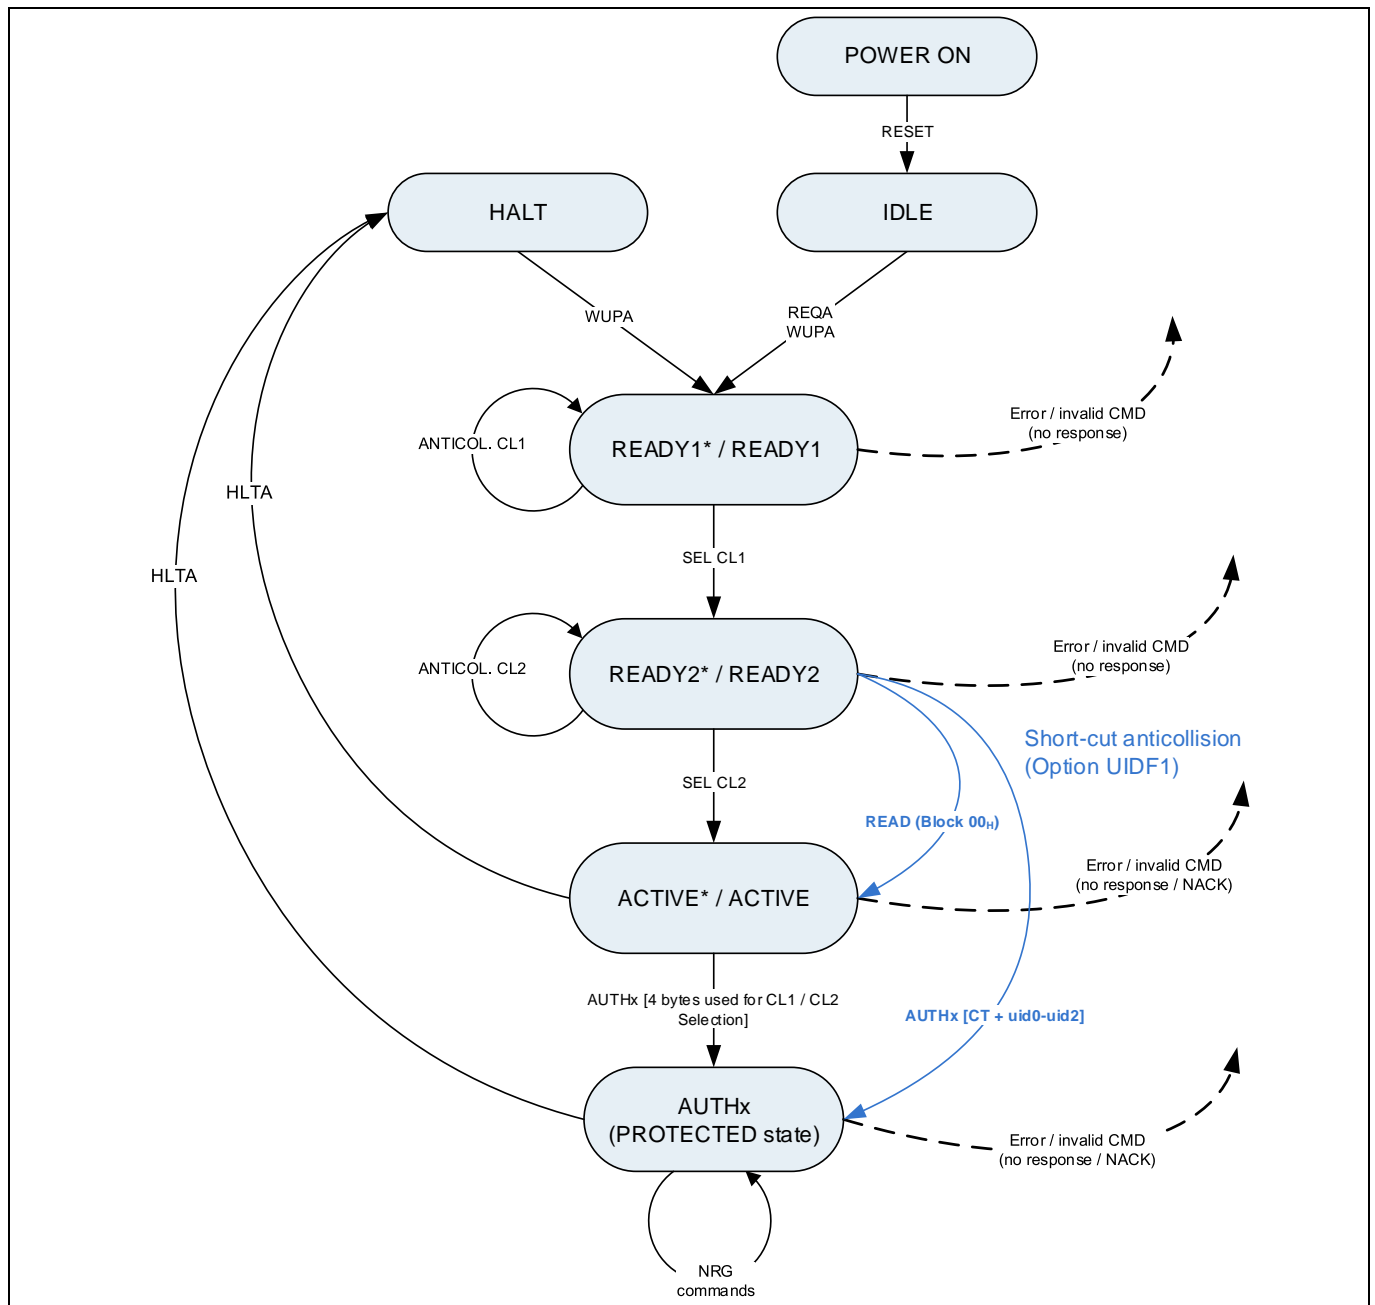 POWER ON
RESET
HALT
IDLE
WUPA
REQA
WUPA
Error / invalid CMD
(no response)
READY1* / READY1
ANTICOL. CL1
HLTA
SEL CL1
HLTA
Error / invalid CMD
(no response)
ANTICOL. CL2
READY2* / READY2
Short-cut anticollision
(Option UIDF1)
SEL CL2
READ (Block 00H)
Error / invalid CMD
(no response / NACK)
ACTIVE* / ACTIVE
AUTHx [4 bytes used for CL1 / CL2
Selection]
AUTHx [CT + uid0-uid2]
AUTHx
(PROTECTED state)
Error / invalid CMD
(no response / NACK)
NRG
commands